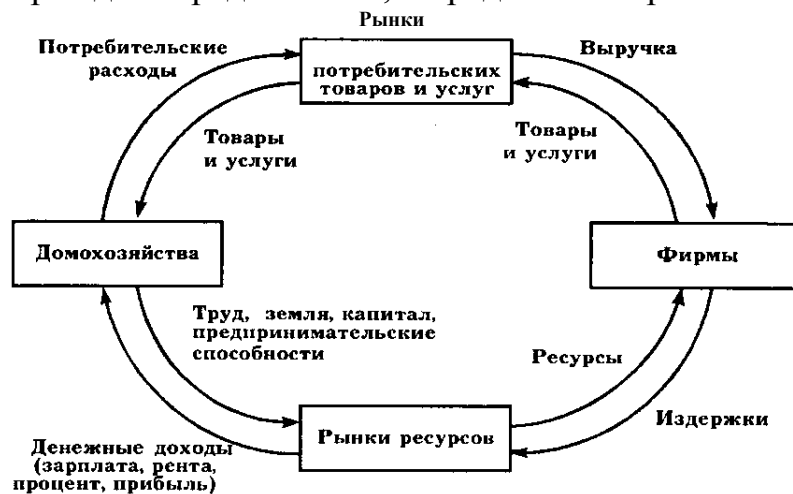 Рынки
Потребительские
расходы
потребительских
товаров и услуг
Выручка
Товары
и услуги
Товары
и услуги
Домохозяйства
Фирмы
Труд, земля, капитал,
предпринимательские
способности
Ресурсы
Рынки ресурсов
Издержки
Денежные доходы
(зарплата, рента,
процент, прибыль)